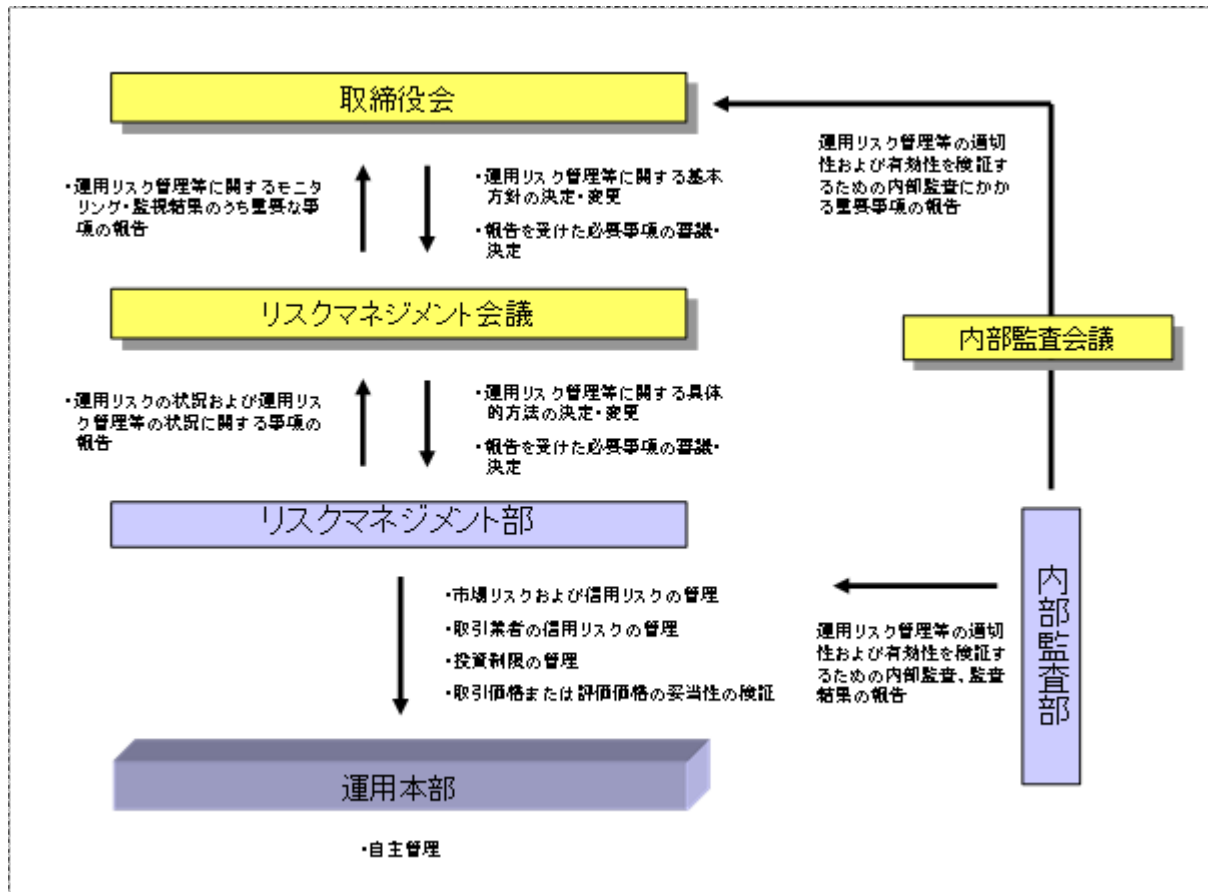 取締役会
・運用リスク管理等に関するモニ
タリング・監視結果のうち重要な事
項の報告
・運用リスク管理等に関する基本
方針の決定・変更
・報告を受けた必要事項の審議・
決定
運用リスク管理等の適切
性および有効性を検証す
るための内部監査にかか
る重要事項の報告
リスクマネジメント会議
内部監査会議
・運用リスクの状況および運用リス
ク管理等の状況に関する事項の
報告
・運用リスク管理等に関する具体
的方法の決定・変更
・報告を受けた必要事項の審議・
決定
リスクマネジメント部
・市場リスクおよび信用リスクの管理
・取引業者の信用リスクの管理
・投資制限の管理
・取引価格または評価価格の妥当性の検証
運用リスク管理等の適切
性および有効性を検証す
るための内部監査、監査
結果の報告
内部監査部
運用本部
・自主管理